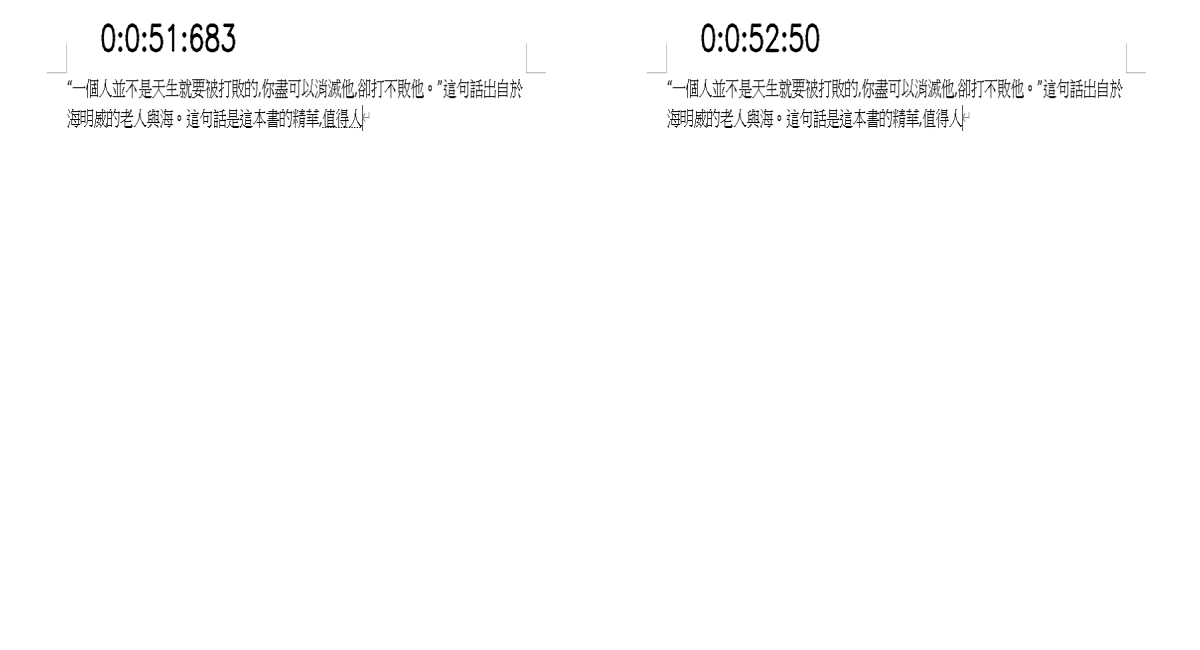 0:0:51:683
“一個人並不是天生就要被打敗的,你盡可以消滅他,卻打不敗他。”這句話出自於
海明威的老人與海。這句話是這本書的精華,值得人
0:0:52:50
“一個人並不是天生就要被打敗的,你盡可以消滅他,卻打不敗他。”這句話出自於
海明威的老人與海。這句話是這本書的精華,值得人